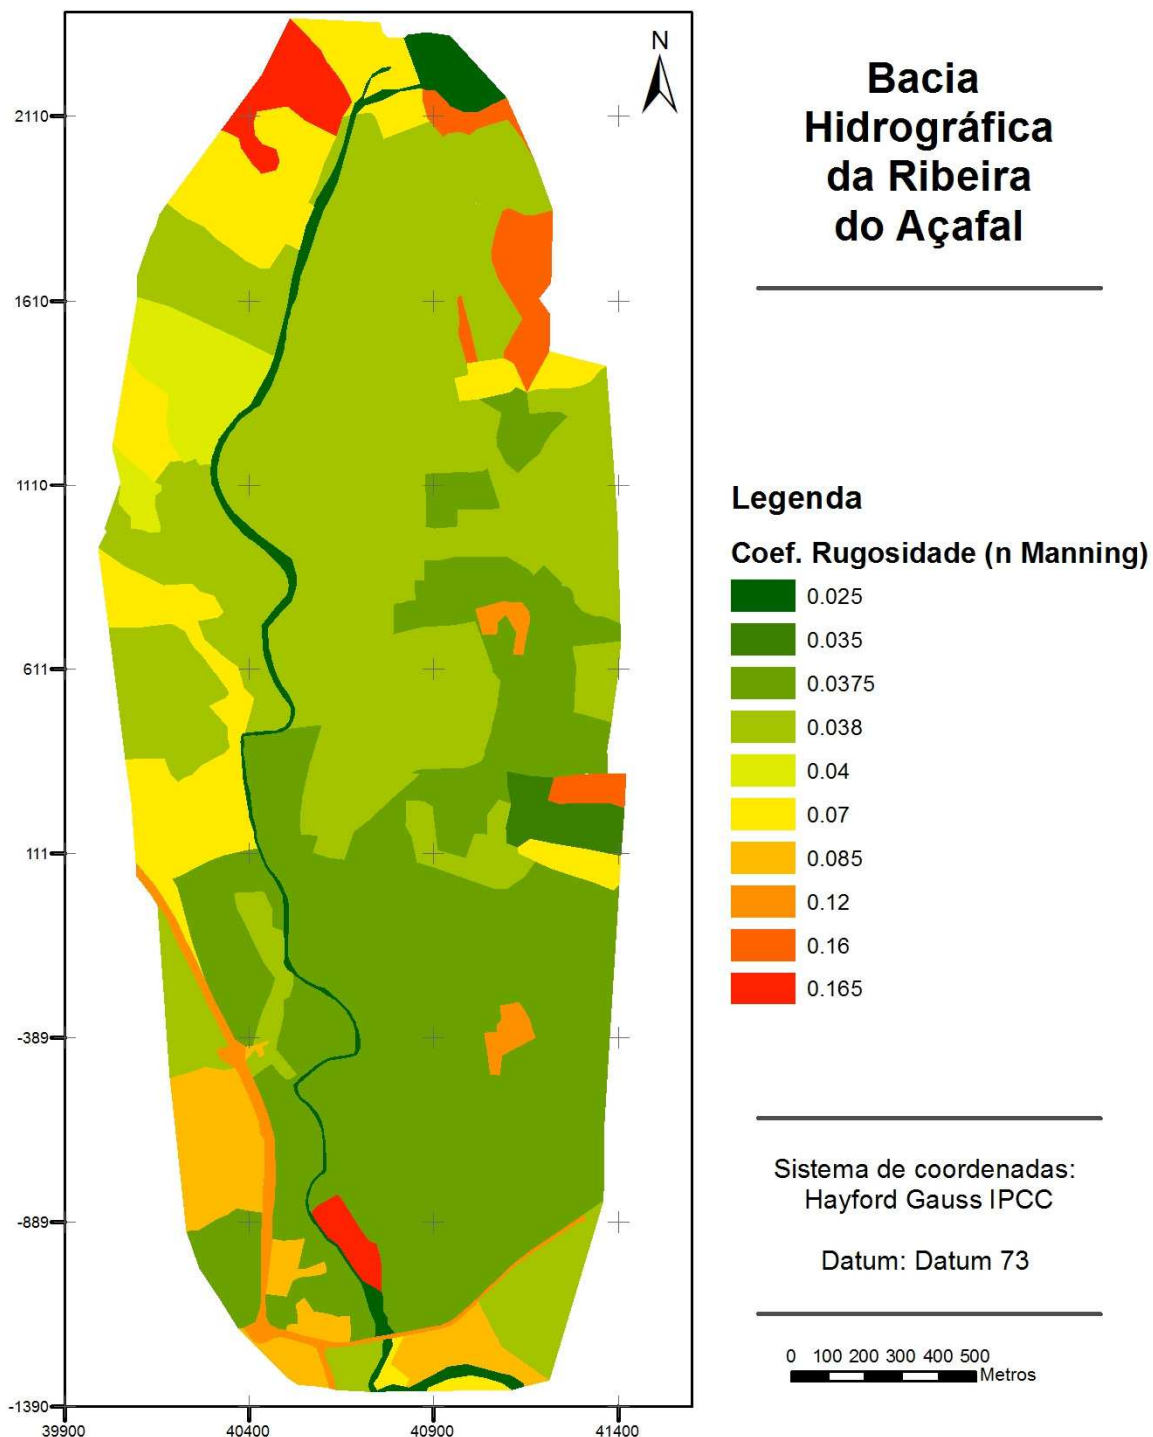 N
Bacia
Hidrográfica
da Ribeira
do Açafal
2110
1610
1110
611
111
-389
-889
-1390
39900
40400
40900
41400
Legenda
Coef. Rugosidade (n Manning)
0.025
0.035
0.0375
0.038
0.04
0.07
0.085
0.12
0.16
0.165
Sistema de coordenadas:
Hayford Gauss IPCC
Datum: Datum 73
0 100 200 300 400 500
Metros